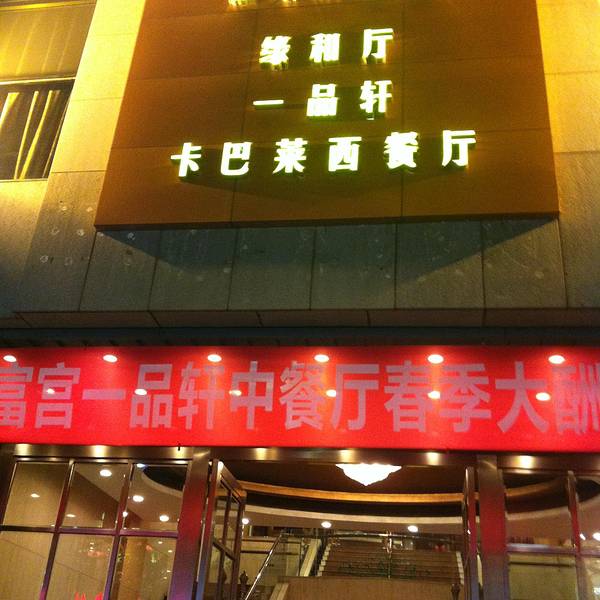 缘和厅
一品轩
卡巴莱西餐厅
富宫一品轩中餐厅春季大酬